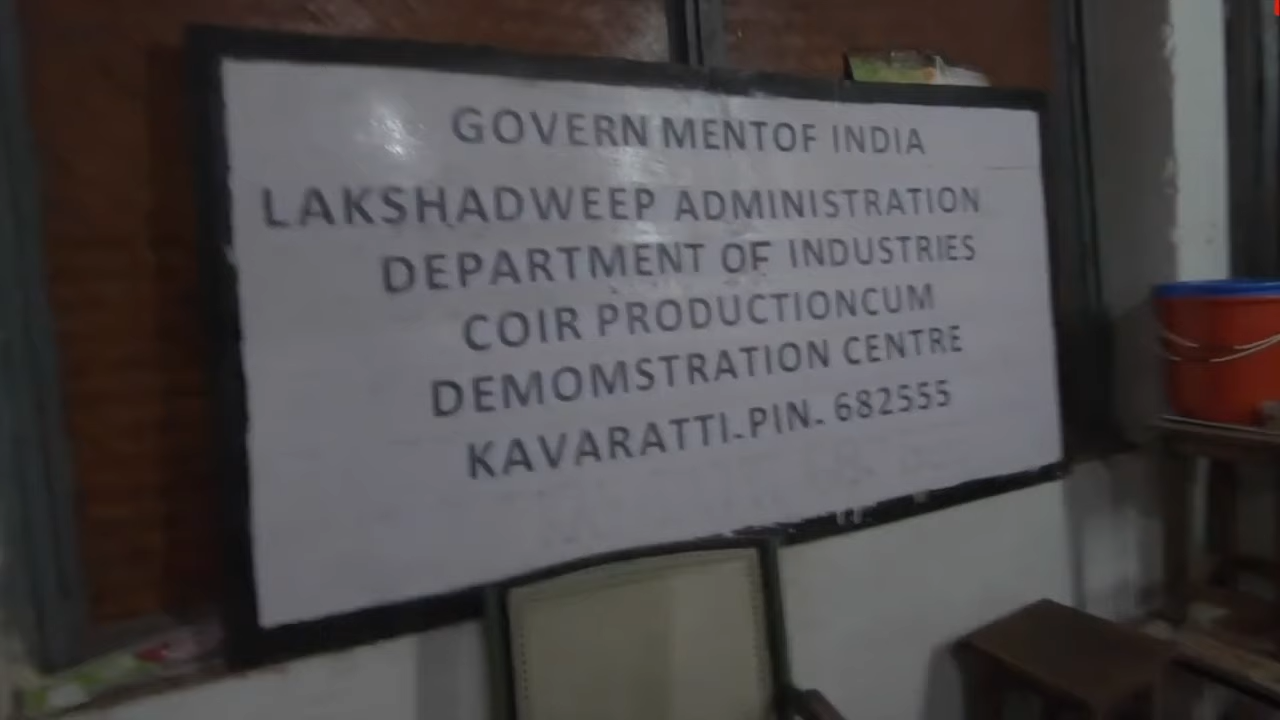 GOVERN MENTOF INDIA
LAKSHADWEEP ADMINISTRATION
DEPARTMENT OF INDUSTRIES
COIR PRODUCTIONCUM
DEMOMSTRATION CENTRE
KAVARATTI-PIN- 682555